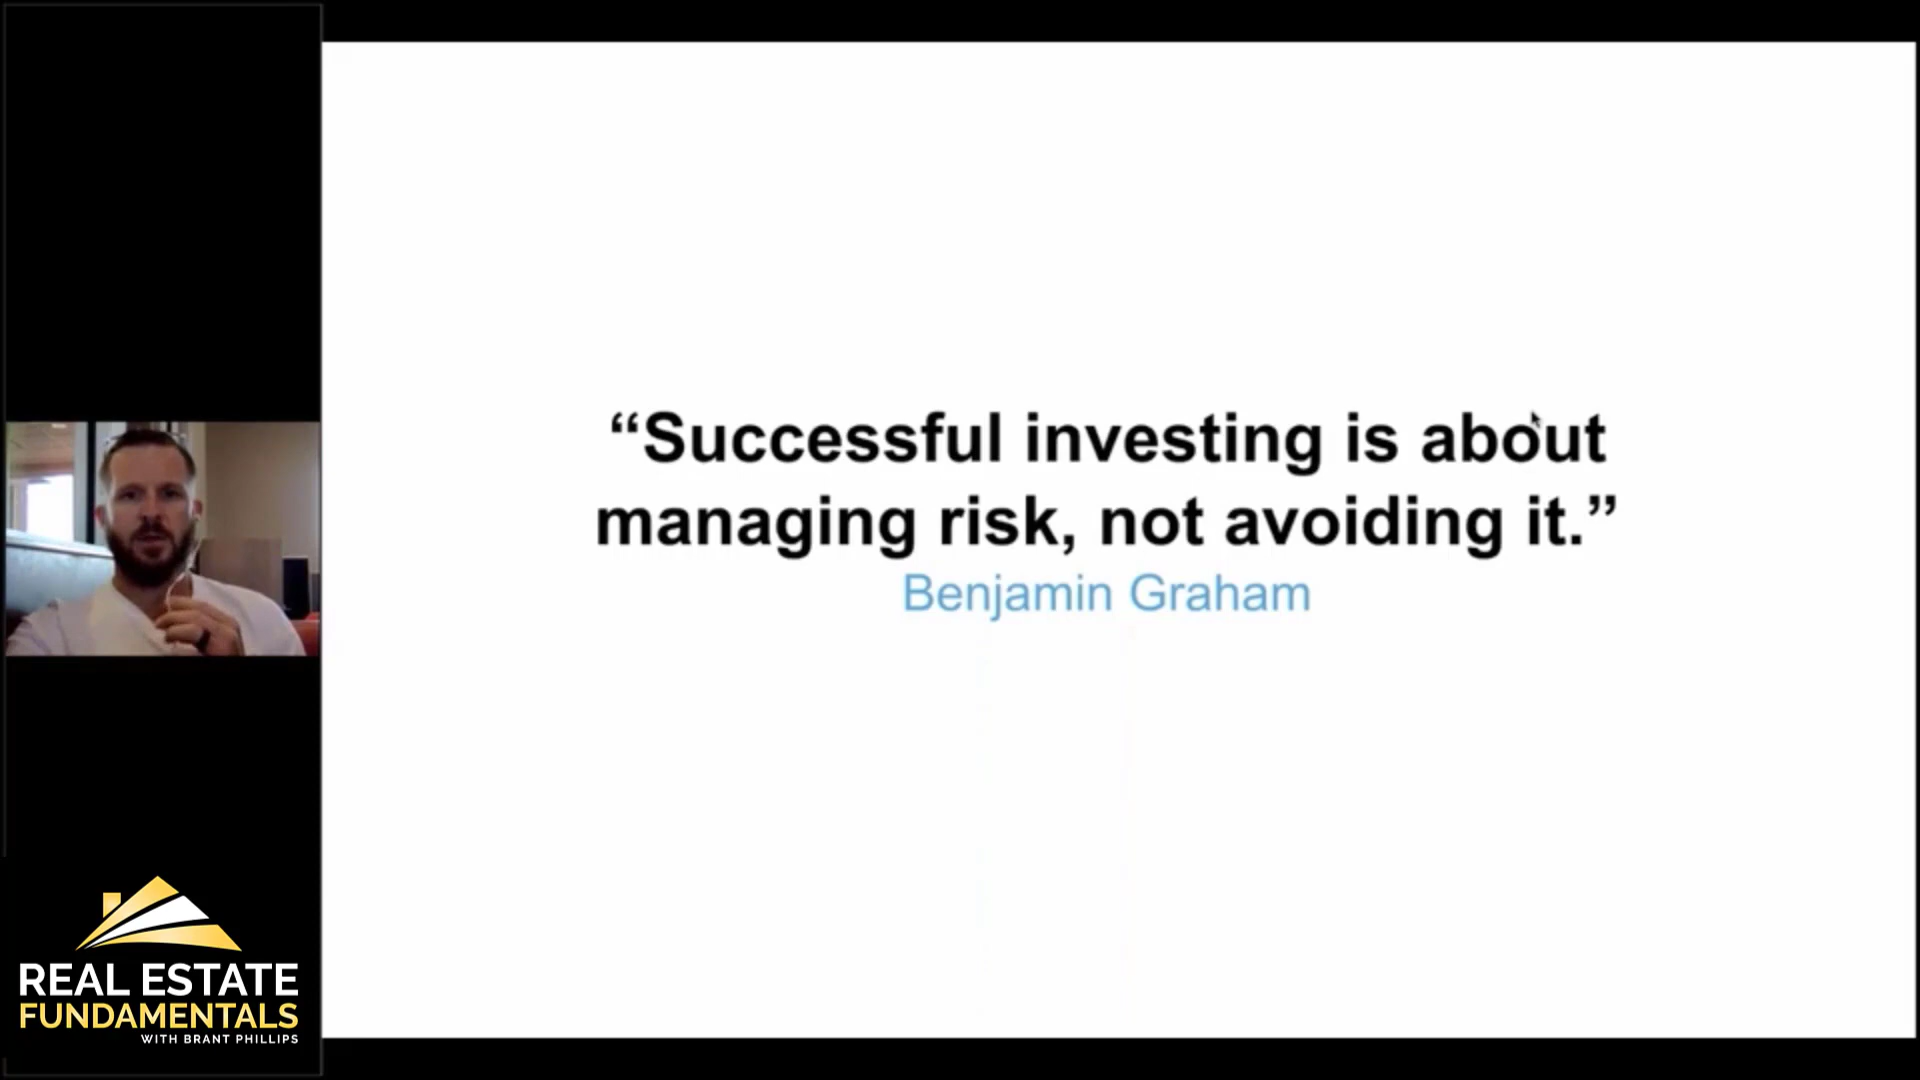 “Successful investing is about
managing risk, not avoiding it.”
Benjamin Graham
REAL ESTATE
FUNDAMENTALS
WITH BRANT PHILLIPS